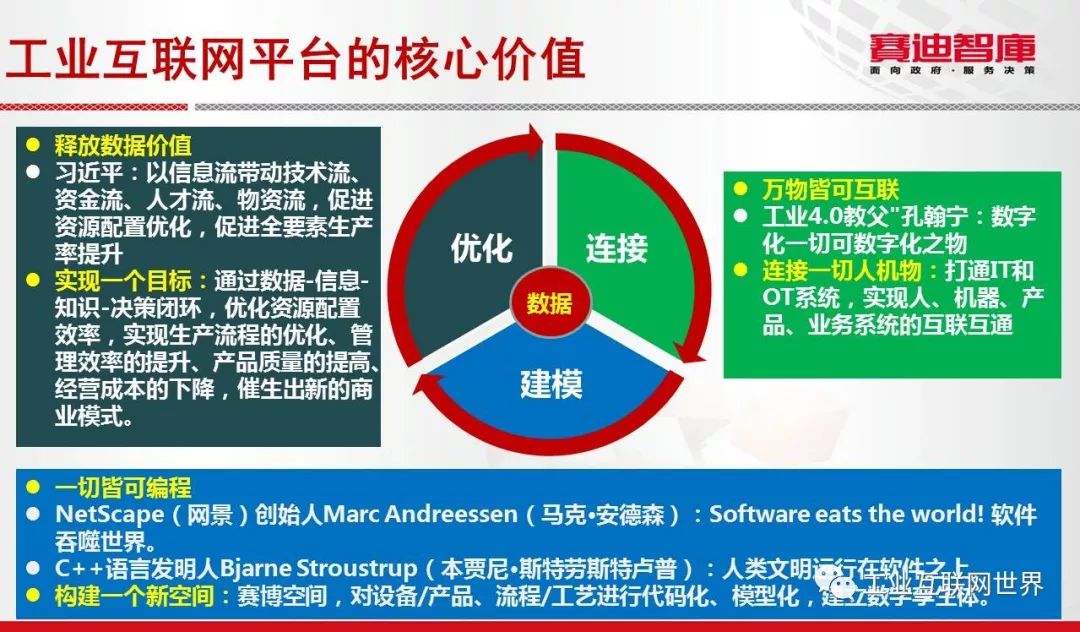 工业互联网平台的核心价值
賽迪智庫
面向政府·服务决策
释放数据价值
习近平：以信息流带动技术流、
资金流、人才流、物资流，促进
资源配置优化，促进全要素生产
率提升
实现一个目标：通过数据-信息-
知识-决策闭环，优化资源配置
效率，实现生产流程的优化、管
理效率的提升、产品质量的提高、
经营成本的下降，催生出新的商
业模式。
优化
连接
数据
建模
万物皆可互联
工业4.0教父"孔翰宁：数字
化一切可数字化之物
连接一切人机物：打通IT和
OT系统，实现人、机器、产
品、业务系统的互联互通
一切皆可编程
NetScape（网景）创始人Marc Andreessen（马克·安德森）：Software eats the world! 软件
吞噬世界。
C++语言发明人Bjarne Stroustrup（本贾尼·斯特劳斯特卢普）：人类文明运行在软件之上
构建一个新空间：赛博空间，对设备/产品、流程/工艺进行代码化、模型化，建立数字孪生体。
工业互联网世界